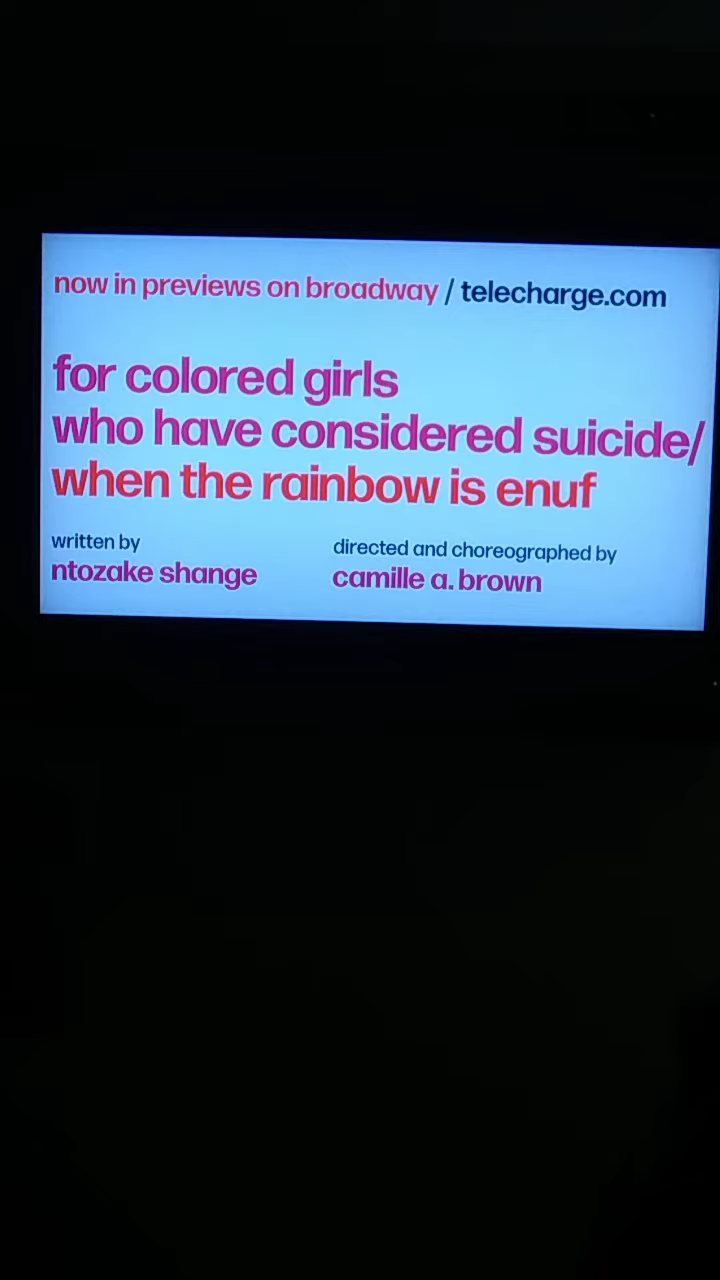 now in previews on broadway / telecharge.com
for colored girls
who have considered suicide/
when the rainbow is enuf
written by
ntozake shange
directed and choreographed by
camille a. brown